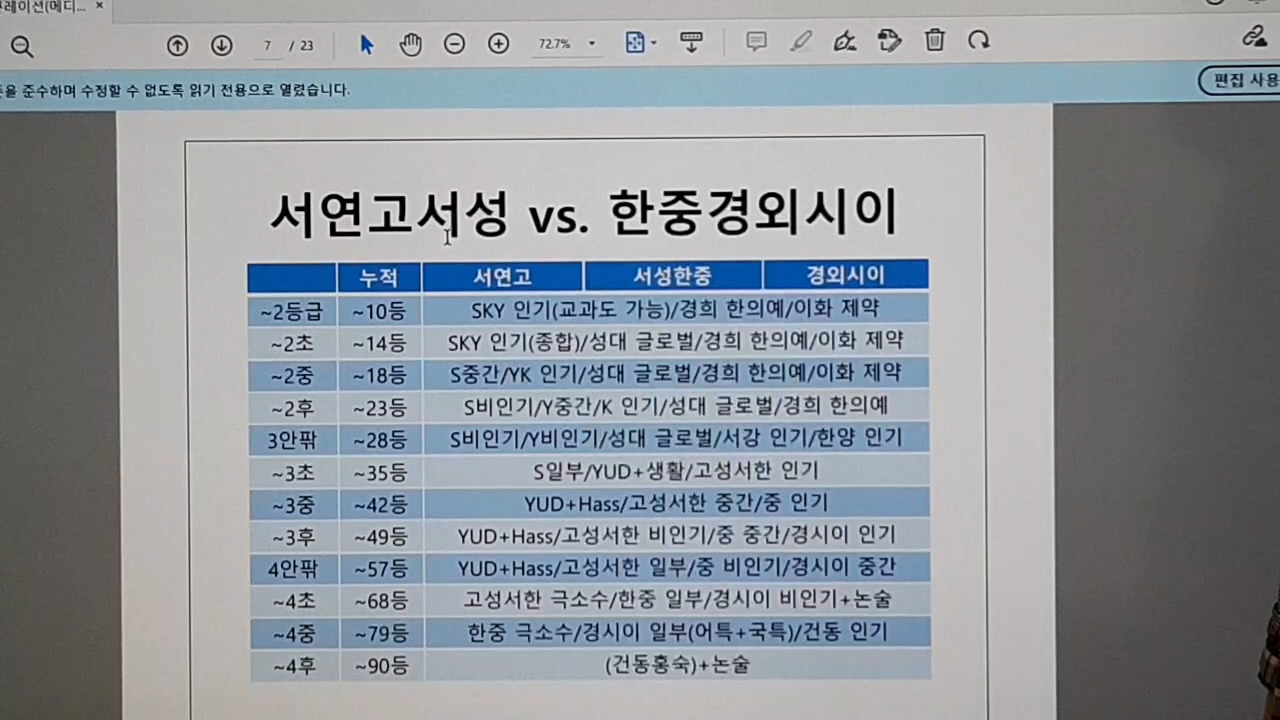 레이션(메디... ×
7 / 23 72.7%
을 준수하며 수정할 수 없도록 읽기 전용으로 열렸습니다. 편집 사용
서연고서성 vs. 한중경외시이
누적 서연고 서성한중 경외시이
~2등급 ~10등 SKY 인기(교과도 가능)/경희 한의예/이화 제약
~2초 ~14등 SKY 인기(종합)/성대 글로벌/경희 한의예/이화 제약
~2중 ~18등 S중간/YK 인기/성대 글로벌/경희 한의예/이화 제약
~2후 ~23등 S비인기/Y중간/K 인기/성대 글로벌/경희 한의예
3안팎 ~28등 S비인기/Y비인기/성대 글로벌/서강 인기/한양 인기
~3초 ~35등 S일부/YUD+생활/고성서한 인기
~3중 ~42등 YUD+Hass/고성서한 중간/중 인기
~3후 ~49등 YUD+Hass/고성서한 비인기/중 중간/경시이 인기
4안팎 ~57등 YUD+Hass/고성서한 일부/중 비인기/경시이 중간
~4초 ~68등 고성서한 극소수/한중 일부/경시이 비인기+논술
~4중 ~79등 한중 극소수/경시이 일부(어특+국특)/건동 인기
~4후 ~90등 (건동홍숙)+논술